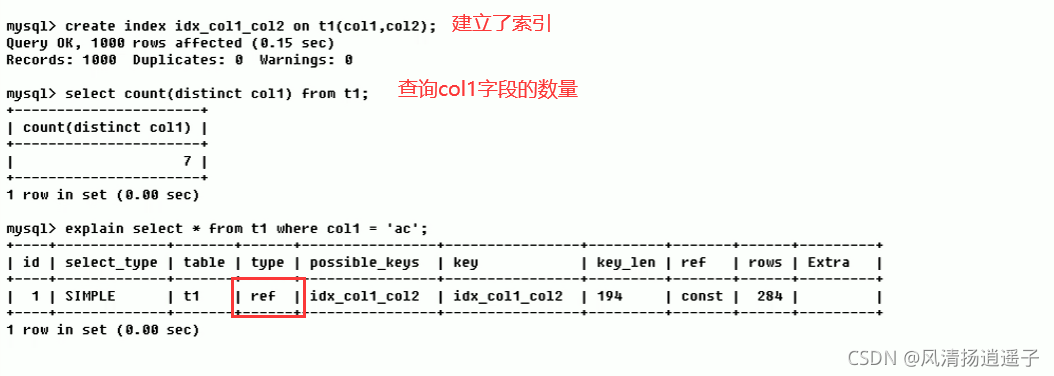 mysql> create index idx_col1_col2 on t1(col1,col2); 建立了索引
Query OK, 1000 rows affected (0.15 sec)
Records: 1000  Duplicates: 0  Warnings: 0
mysql> select count(distinct col1) from t1; 查询col1字段的数量
+----------------------+
| count(distinct col1) |
+----------------------+
|                    7 |
+----------------------+
1 row in set (0.00 sec)
mysql> explain select * from t1 where col1 = 'ac';
+----+-------------+-------+------+---------------+---------------+---------+-------+------+-------+
| id | select_type | table | type | possible_keys | key           | key_len | ref   | rows | Extra |
+----+-------------+-------+------+---------------+---------------+---------+-------+------+-------+
|  1 | SIMPLE      | t1    | ref  | idx_col1_col2 | idx_col1_col2 | 194     | const |  284 |       |
+----+-------------+-------+------+---------------+---------------+---------+-------+------+-------+
1 row in set (0.00 sec)
CSDN @风清扬逍遥子